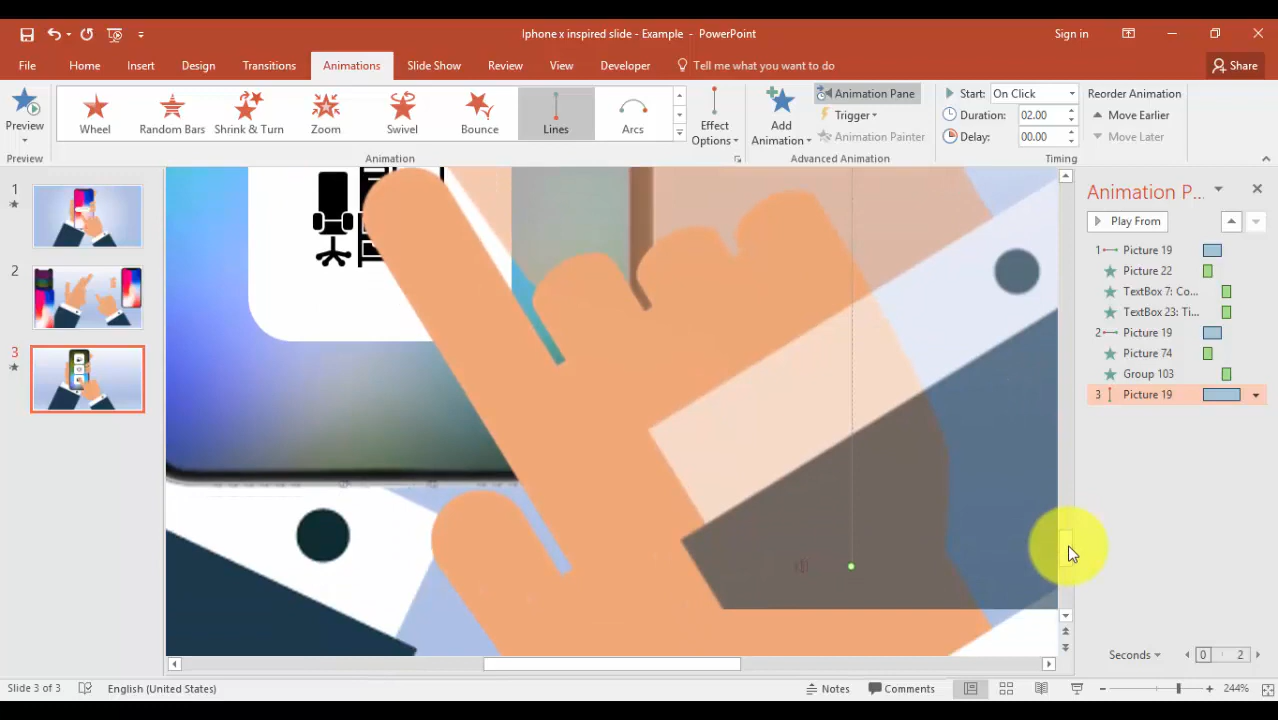 Iphone x inspired slide - Example - PowerPoint
Sign in
File Home Insert Design Transitions Animations Slide Show Review View Developer Tell me what you want to do Share
Preview
Wheel Random Bars Shrink & Turn Zoom Swivel Bounce Lines Arcs
Effect Options
Add Animation
Animation Pane
Trigger
Animation Painter
Start: On Click
Duration: 02.00
Delay: 00.00
Reorder Animation
Move Earlier
Move Later
Preview Animation Advanced Animation Timing
1
2
3
Animation P...
Play From
1 Picture 19
Picture 22
TextBox 7: Co...
TextBox 23: Ti...
2 Picture 19
Picture 74
Group 103
3 Picture 19
Seconds 0 2
Slide 3 of 3 English (United States) Notes Comments 244%